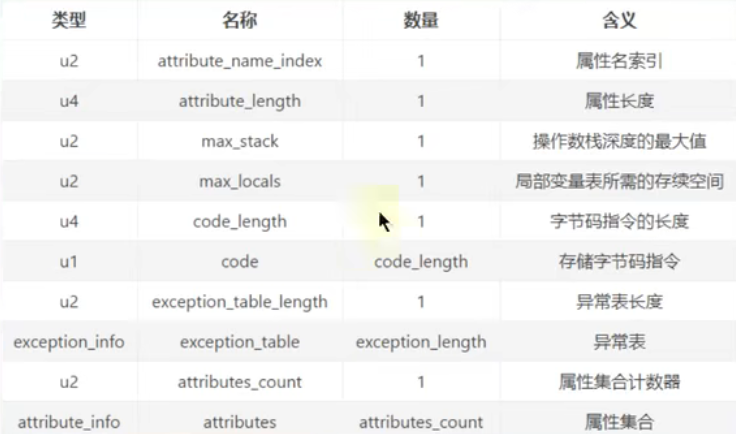 类型 名称 数量 含义
u2 attribute_name_index 1 属性名索引
u4 attribute_length 1 属性长度
u2 max_stack 1 操作数栈深度的最大值
u2 max_locals 1 局部变量表所需的存续空间
u4 code_length 1 字节码指令的长度
u1 code code_length 存储字节码指令
u2 exception_table_length 1 异常表长度
exception_info exception_table exception_length 异常表
u2 attributes_count 1 属性集合计数器
attribute_info attributes attributes_count 属性集合